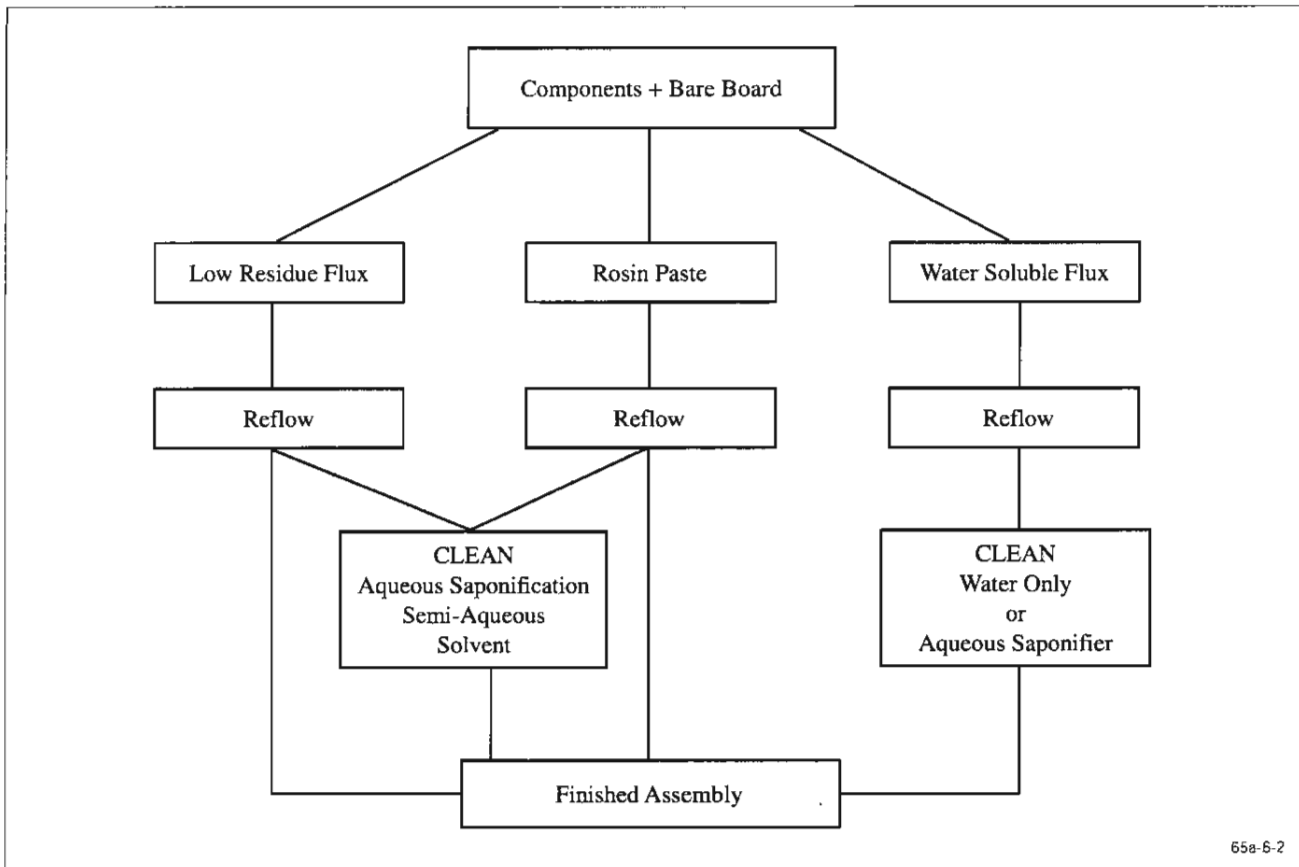 Components + Bare Board
Low Residue Flux
Rosin Paste
Water Soluble Flux
Reflow
Reflow
Reflow
CLEAN
Aqueous Saponification
Semi-Aqueous
Solvent
CLEAN
Water Only
or
Aqueous Saponifier
Finished Assembly
65a-6-2